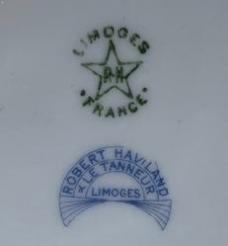 LIMOGES
R.H
FRANCE
ROBERT HAVILAND
& LE TANNEUR
LIMOGES